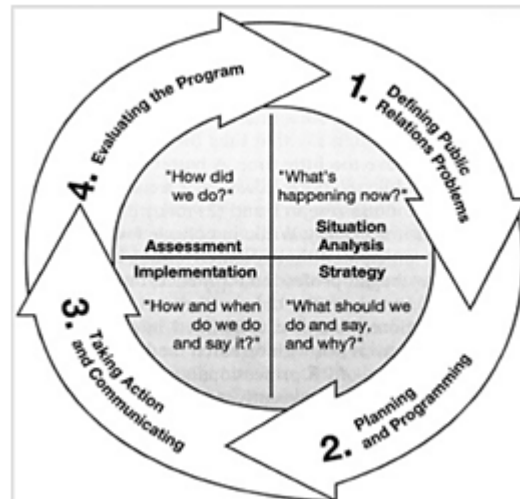 1. Defining Public
Relations Problems
"What's
happening now?"
Situation
Analysis
2. Planning
and Programming
Strategy
"What should we
do and say,
and why?"
3. Taking Action
and Communicating
Implementation
"How and when
do we do
and say it?"
4. Evaluating the Program
"How did
we do?"
Assessment